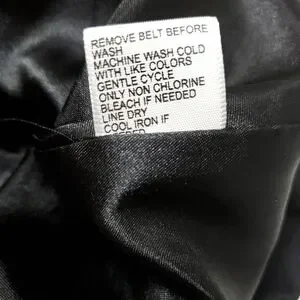 REMOVE BELT BEFORE
WASH
MACHINE WASH COLD
WITH LIKE COLORS
GENTLE CYCLE
ONLY NON CHLORINE
BLEACH IF NEEDED
LINE DRY
COOL IRON IF